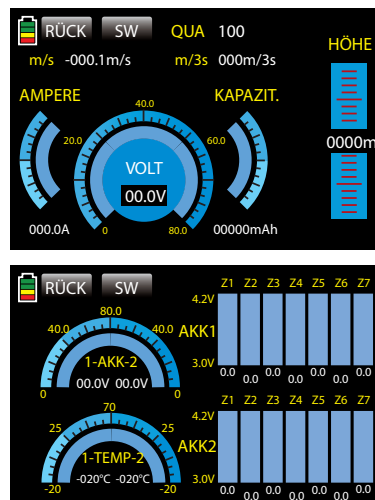 RÜCK SW QUA 100
HÖHE
m/s -000.1m/s m/3s 000m/3s
AMPERE KAPAZIT.
40.0
20.0 60.0
0000m
VOLT
00.0V
000.0A 0 80.0 00000mAh
RÜCK SW
Z1 Z2 Z3 Z4 Z5 Z6 Z7
4.2V
80.0
40.0 40.0 AKK1
1-AKK-2
3.0V
00.0V 00.0V
0.0 0.0 0.0 0.0 0.0 0.0 0.0
0 0
Z1 Z2 Z3 Z4 Z5 Z6 Z7
70
4.2V
25 25
AKK2
1-TEMP-2
-020°C -020°C
3.0V
-20 -20
0.0 0.0 0.0 0.0 0.0 0.0 0.0